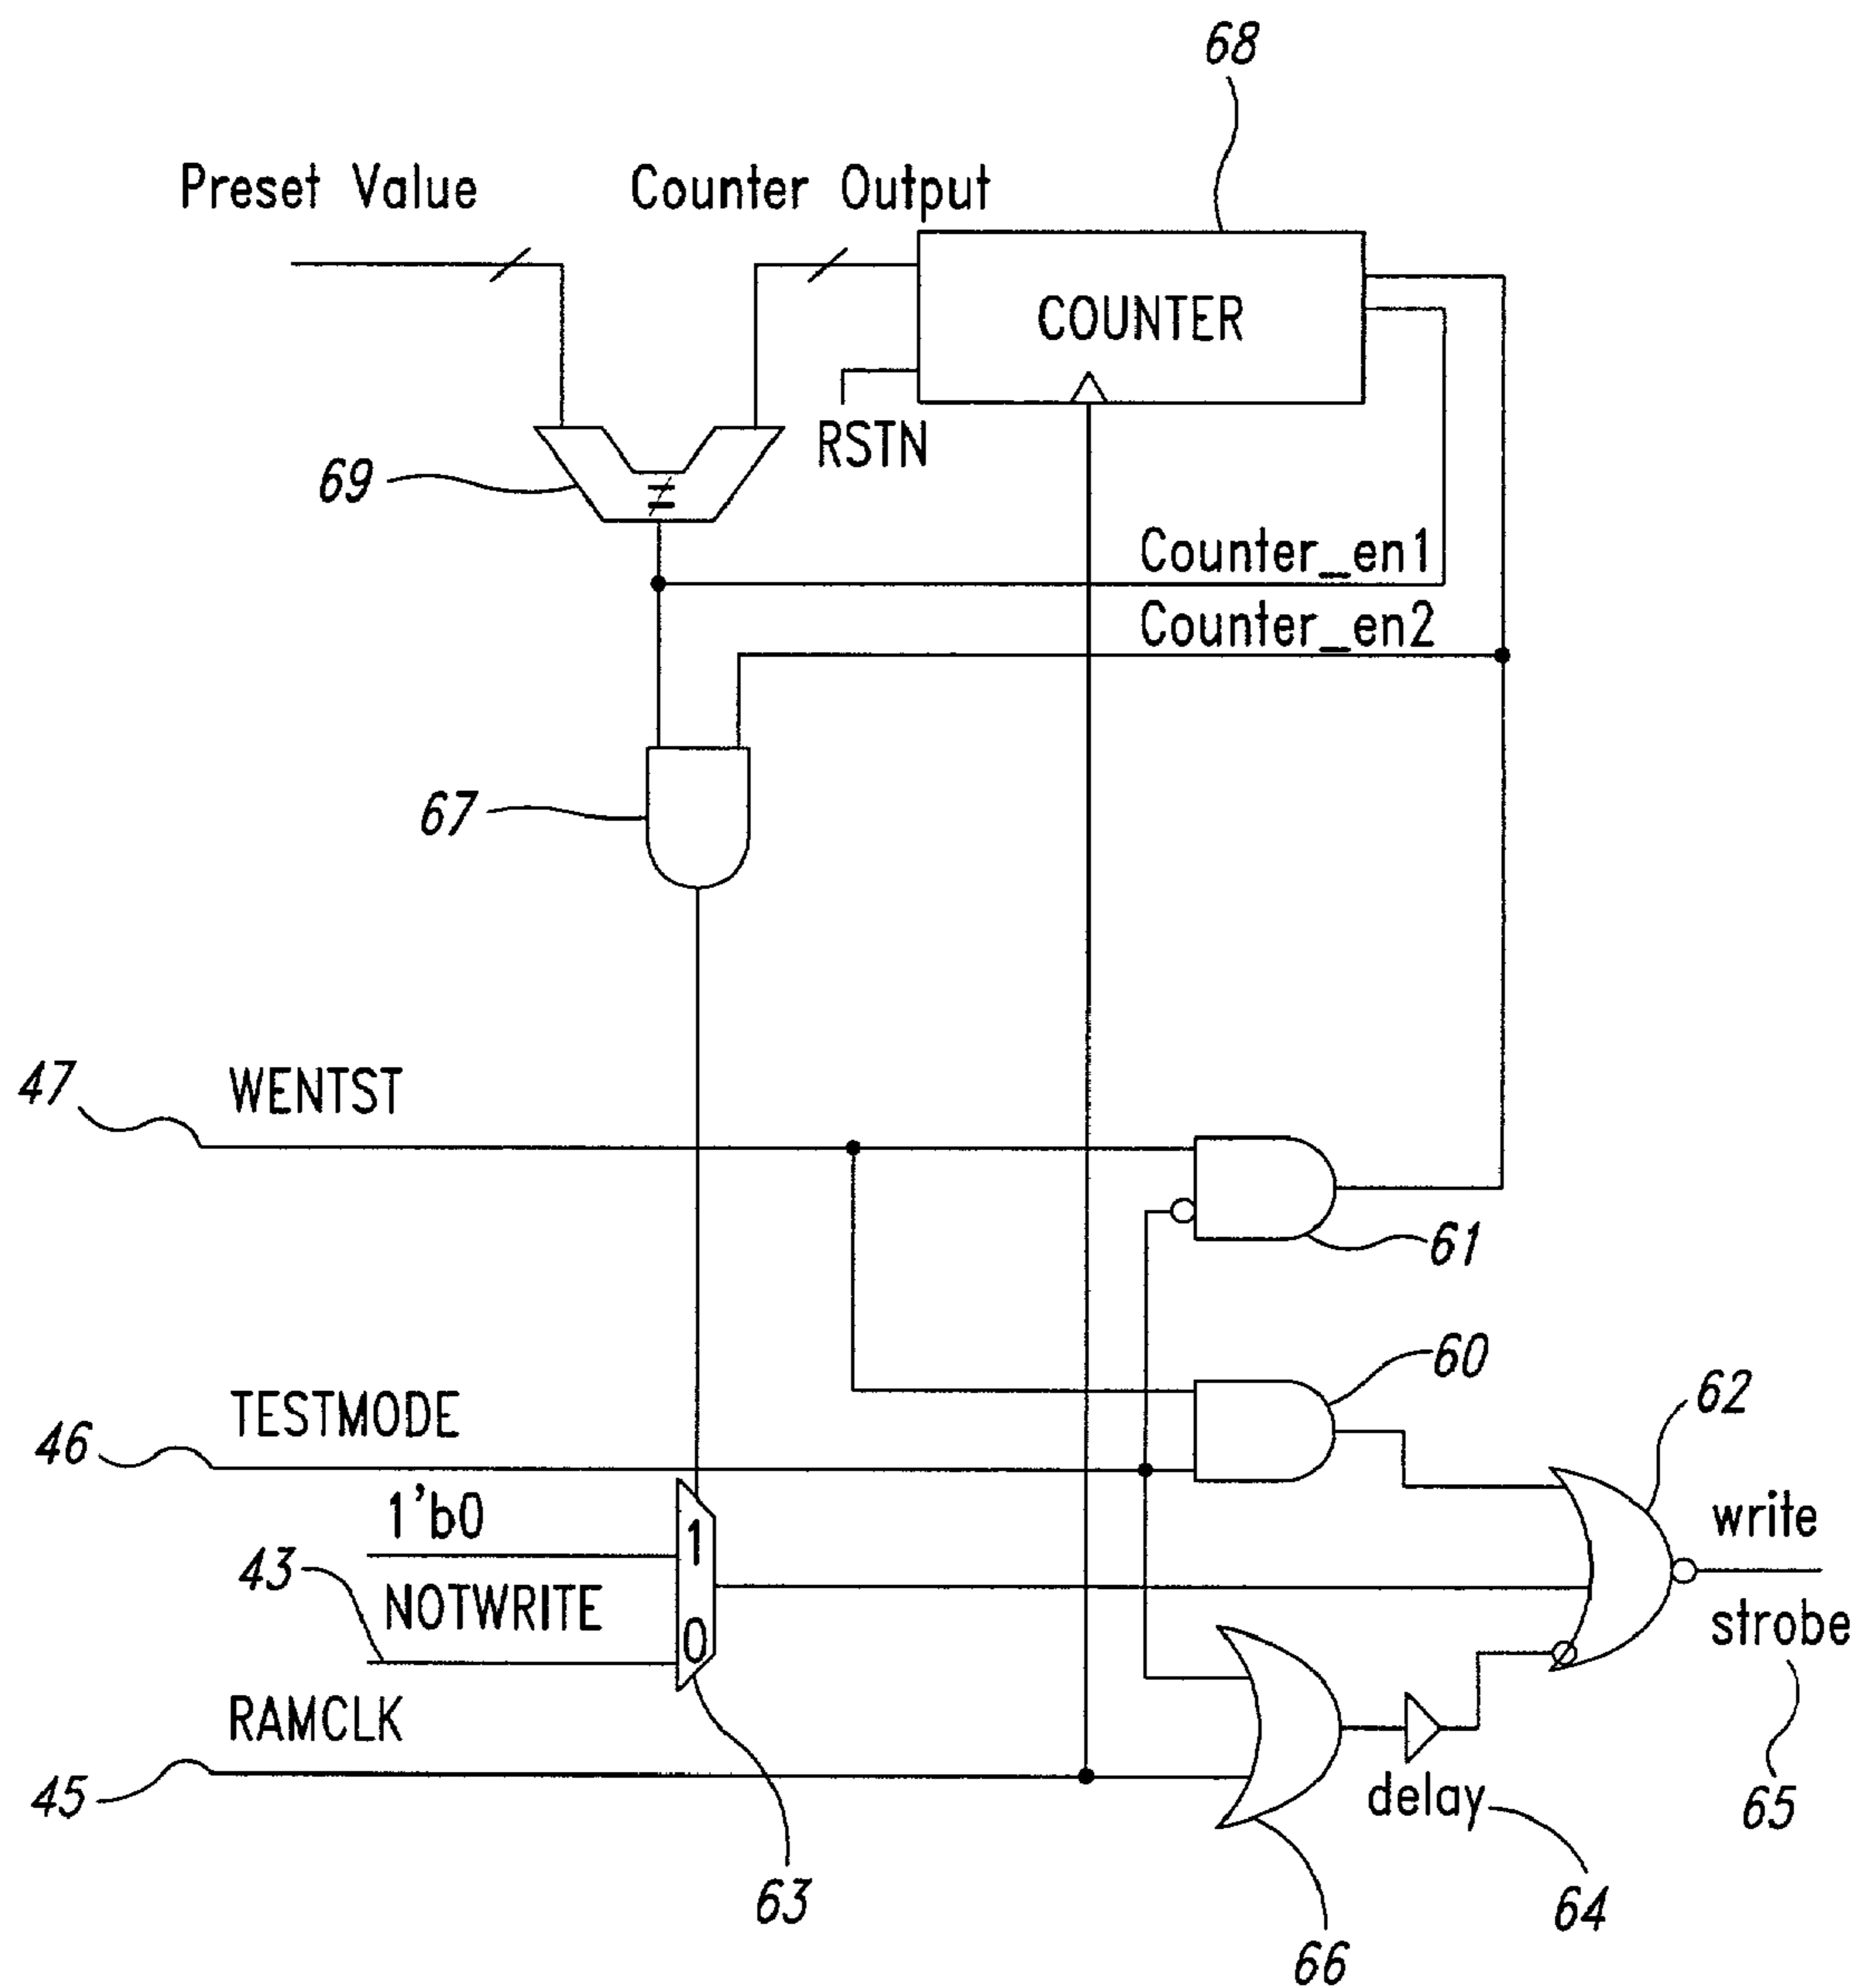 68
Preset Value
Counter Output
COUNTER
RSTN
69
≠
Counter_en1
Counter_en2
67
47
WENTST
61
60
62
TESTMODE
46
1'b0
1
write
43
NOTWRITE
0
strobe
RAMCLK
45
delay
65
63
64
66